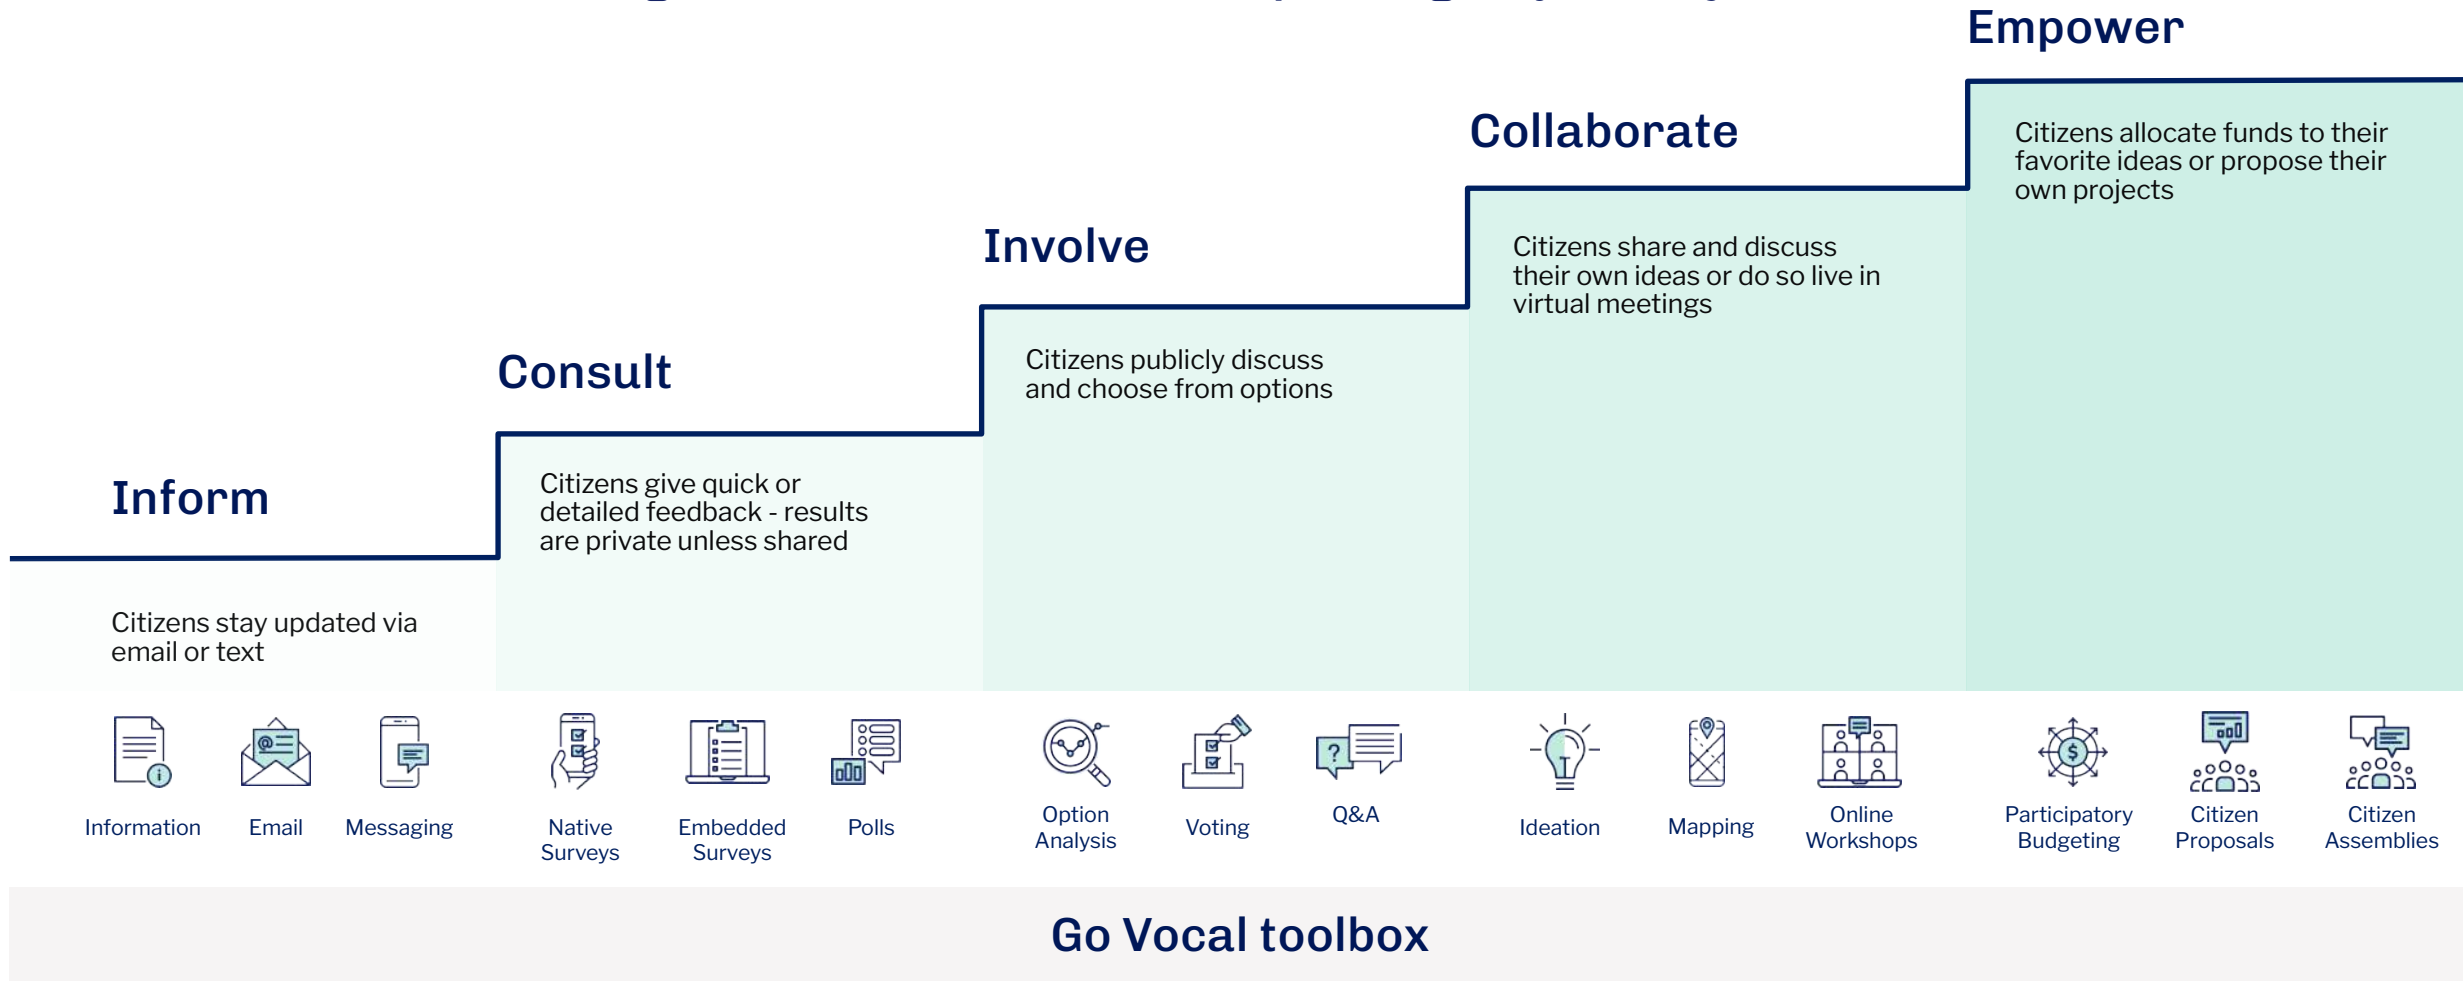 Empower
Citizens allocate funds to their
favorite ideas or propose their
own projects
Collaborate
Citizens share and discuss
their own ideas or do so live in
virtual meetings
Involve
Citizens publicly discuss
and choose from options
Consult
Citizens give quick or
detailed feedback - results
are private unless shared
Inform
Citizens stay updated via
email or text
Information
Email
Messaging
Native
Surveys
Embedded
Surveys
Polls
Option
Analysis
Voting
Q&A
Ideation
Mapping
Online
Workshops
Participatory
Budgeting
Citizen
Proposals
Citizen
Assemblies
Go Vocal toolbox